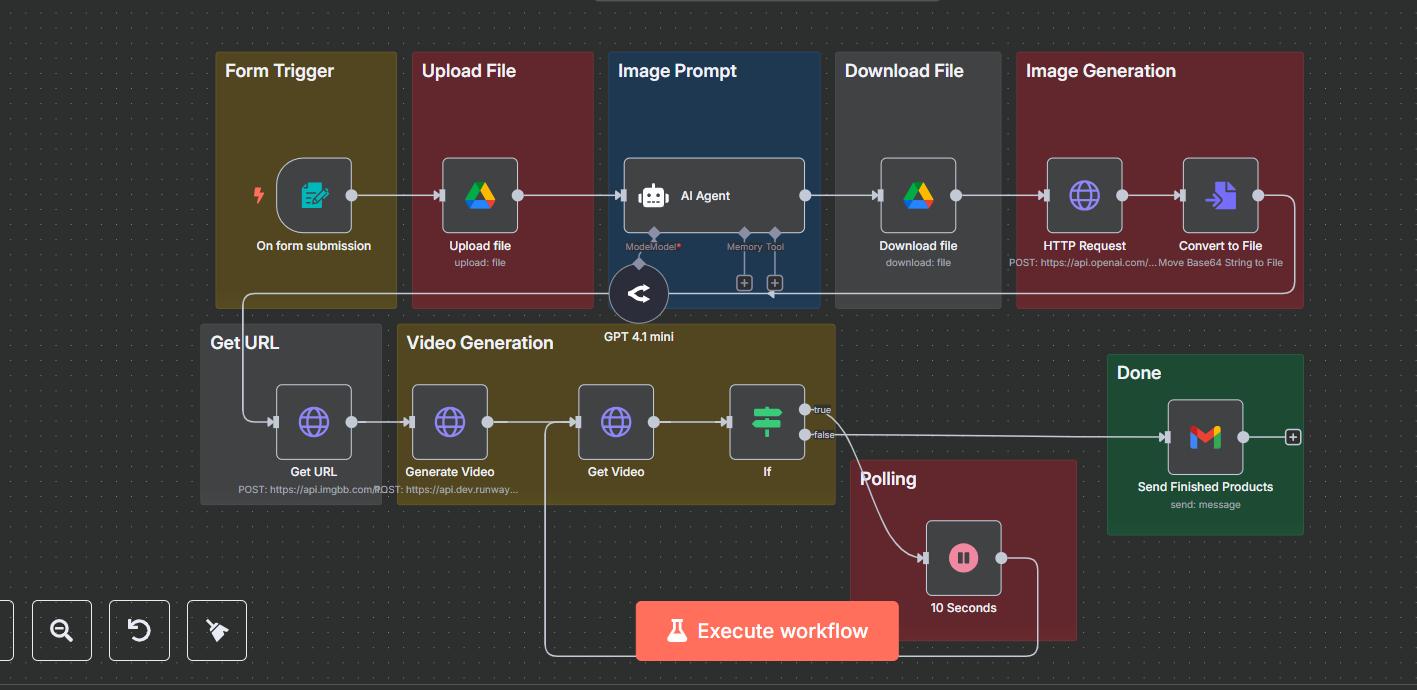 Form Trigger
Upload File
Image Prompt
Download File
Image Generation
AI Agent
On form submission
Upload file
upload: file
Model*
Memory
Tool
Download file
download: file
HTTP Request
POST: https://api.openai.com/...
Convert to File
Move Base64 String to File
GPT 4.1 mini
Get URL
Video Generation
Done
true
false
Get URL
POST: https://api.imgbb.com/
Generate Video
POST: https://api.dev.runway...
Get Video
If
Polling
Send Finished Products
send: message
10 Seconds
Execute workflow